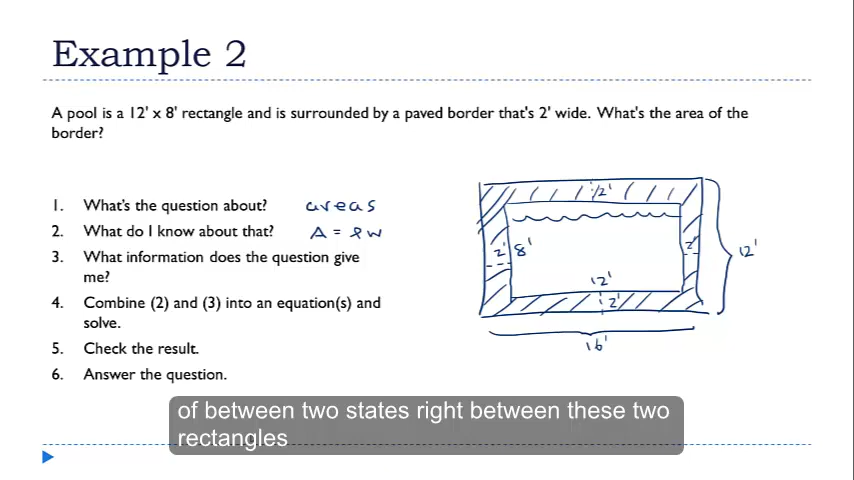 Example 2
A pool is a 12' x 8' rectangle and is surrounded by a paved border that's 2' wide. What's the area of the
border?
1. What's the question about? areas
2. What do I know about that? A = lw
3. What information does the question give
me?
4. Combine (2) and (3) into an equation(s) and
solve.
5. Check the result.
6. Answer the question.
2'
2' 8' 2' 12'
12'
2'
16'
of between two states right between these two
rectangles